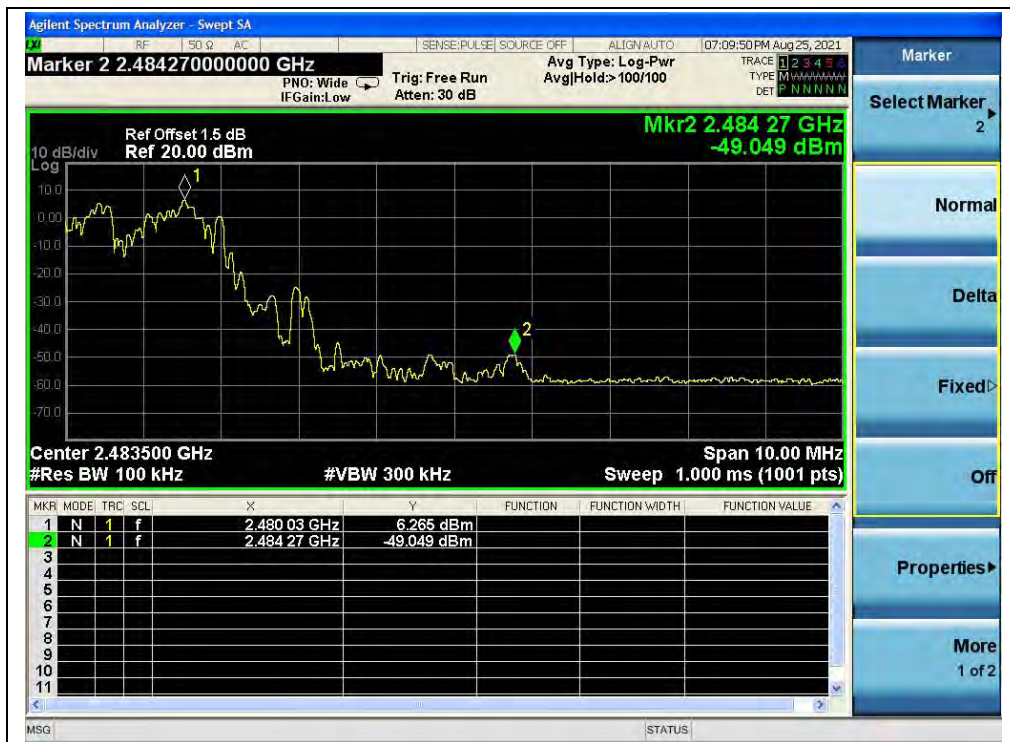 Agilent Spectrum Analyzer - Swept SA
LXI RF 50 Ω AC SENSE:PULSE SOURCE OFF ALIGN AUTO 07:09:50 PM Aug 25, 2021
Marker 2 2.484270000000 GHz
PNO: Wide
IFGain:Low
Trig: Free Run
Atten: 30 dB
Avg Type: Log-Pwr
Avg|Hold:>100/100
TRACE 1 2 3 4 5 6
TYPE M WWWWW
DET P N N N N N
Mkr2 2.484 27 GHz
-49.049 dBm
Ref Offset 1.5 dB
10 dB/div Ref 20.00 dBm
Log
10.0
0.00
-10.0
-20.0
-30.0
-40.0
-50.0
-60.0
-70.0
1
2
Center 2.483500 GHz Span 10.00 MHz
#Res BW 100 kHz #VBW 300 kHz Sweep 1.000 ms (1001 pts)
MKR MODE TRC SCL X Y FUNCTION FUNCTION WIDTH FUNCTION VALUE
1 N 1 f 2.480 03 GHz 6.265 dBm
2 N 1 f 2.484 27 GHz -49.049 dBm
3
4
5
6
7
8
9
10
11
MSG STATUS
Marker
Select Marker
2
Normal
Delta
Fixed
Off
Properties
More
1 of 2